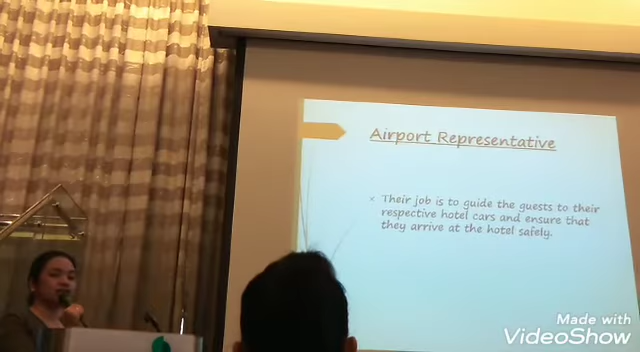 Airport Representative
Their job is to guide the guests to their
respective hotel cars and ensure that
they arrive at the hotel safely.
Made with
VideoShow